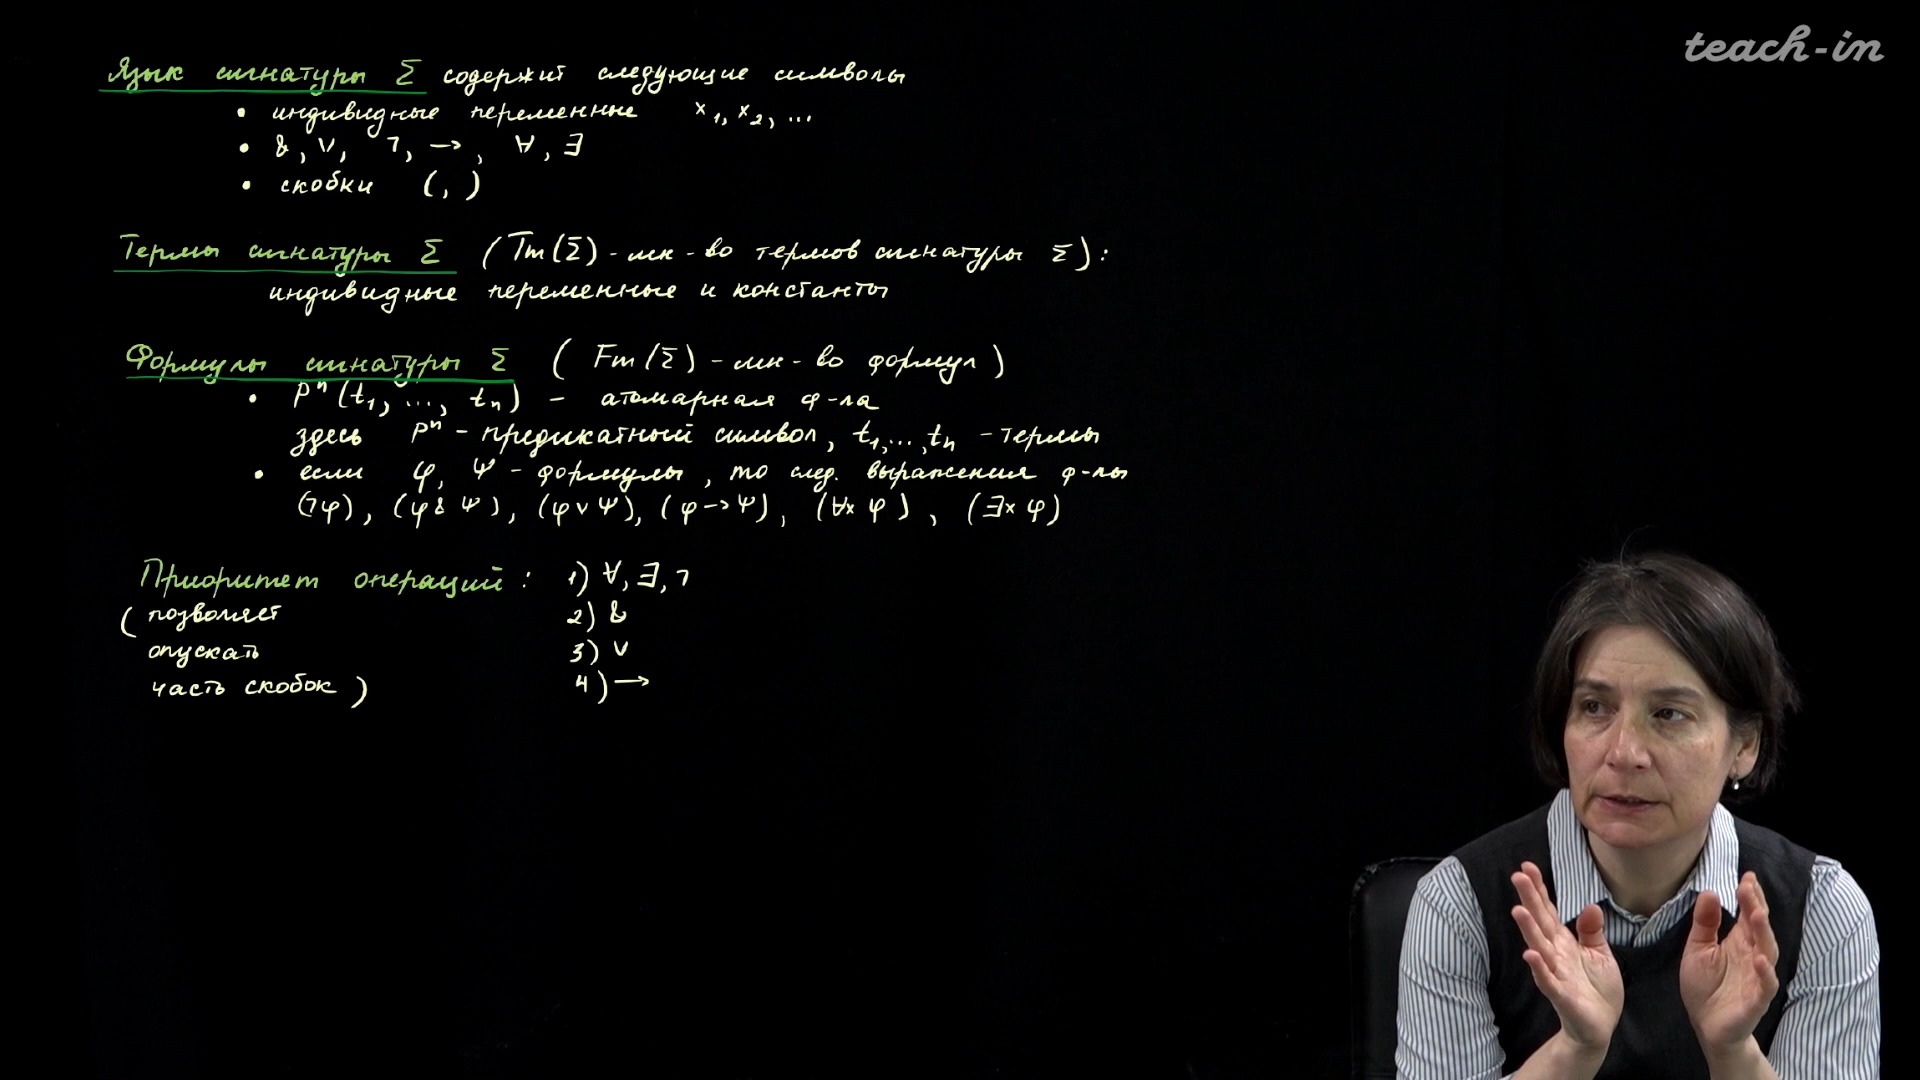 teach-in
Язык сигнатуры Σ содержит следующие символы
• индивидные переменные x₁, x₂, ...
• &, ∨, ¬, →, ∀, ∃
• скобки (, )
Термы сигнатуры Σ (Tm(Σ) - мн-во термов сигнатуры Σ):
индивидные переменные и константы
Формулы сигнатуры Σ (Fm(Σ) - мн-во формул)
• Pⁿ(t₁, ..., tₙ) - атомарная ф-ла
здесь Pⁿ - предикатный символ, t₁,...,tₙ - термы
• если φ, ψ - формулы, то след. выражения ф-лы
(¬φ), (φ & ψ), (φ ∨ ψ), (φ → ψ), (∀x φ), (∃x φ)
Приоритет операций: 1) ∀, ∃, ¬
(позволяет 2) &
опускать 3) ∨
часть скобок) 4) →